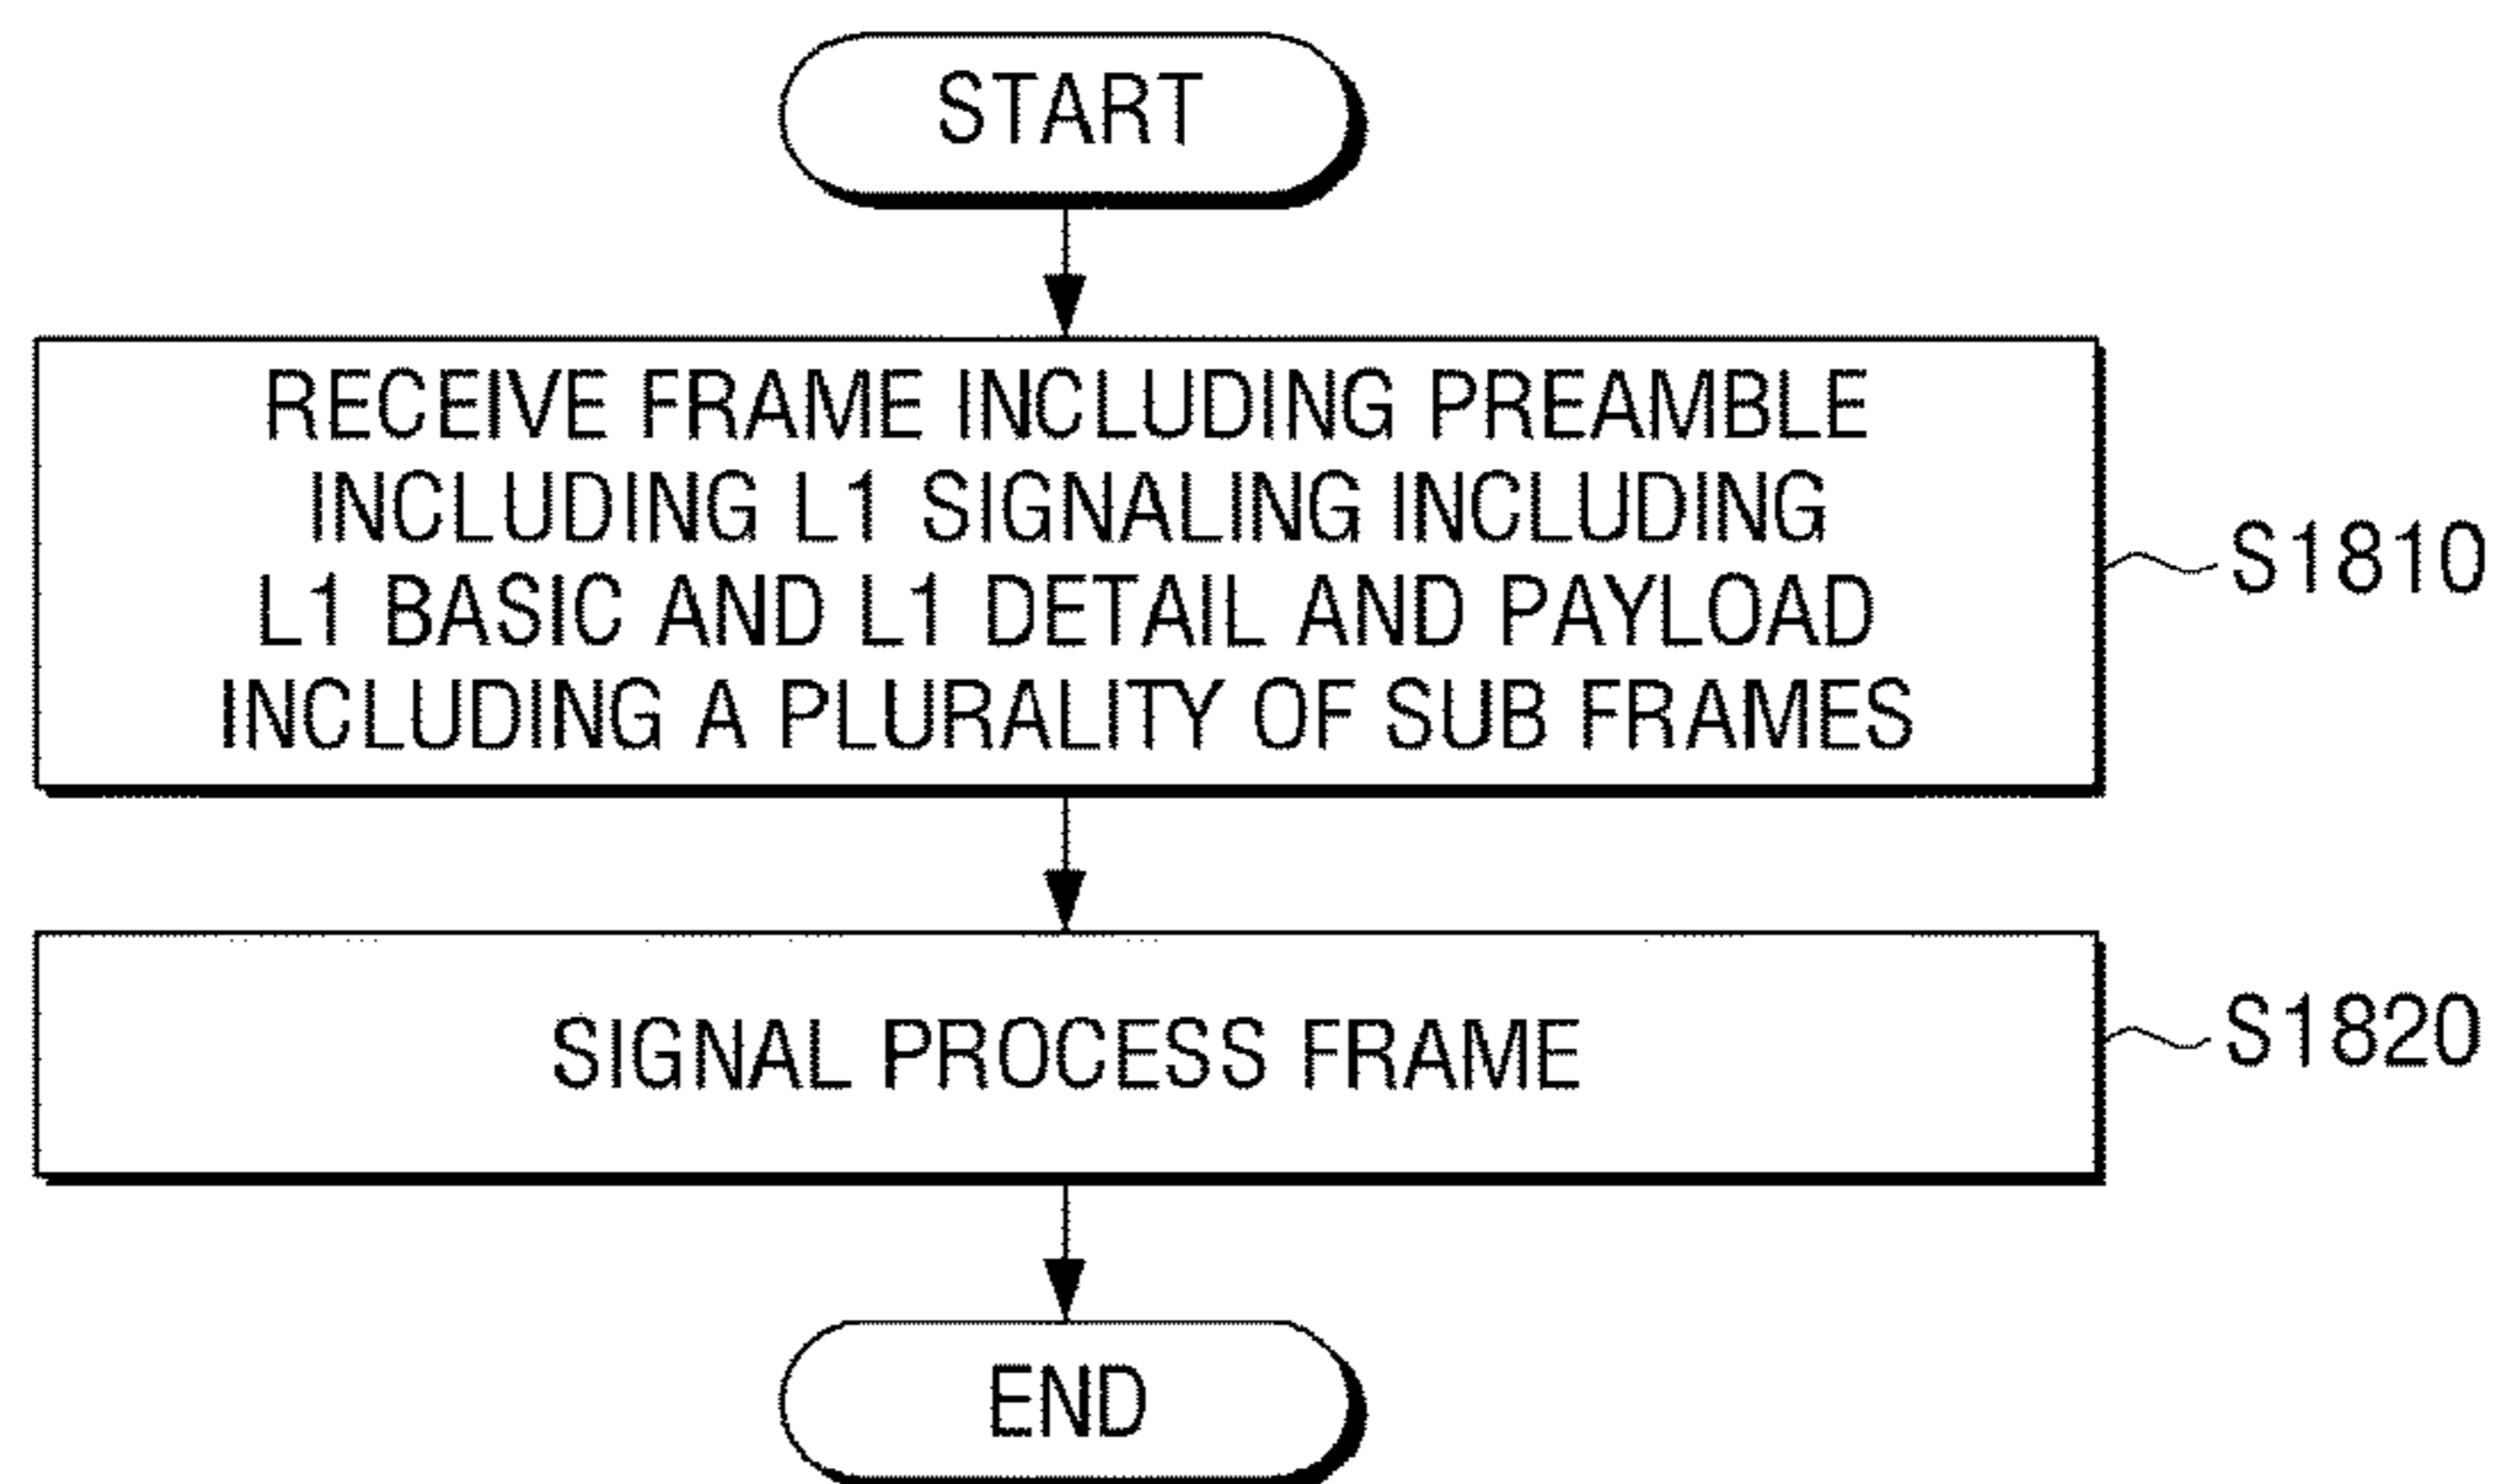 START
RECEIVE FRAME INCLUDING PREAMBLE
INCLUDING L1 SIGNALING INCLUDING
L1 BASIC AND L1 DETAIL AND PAYLOAD
INCLUDING A PLURALITY OF SUB FRAMES
S1810
SIGNAL PROCESS FRAME
S1820
END